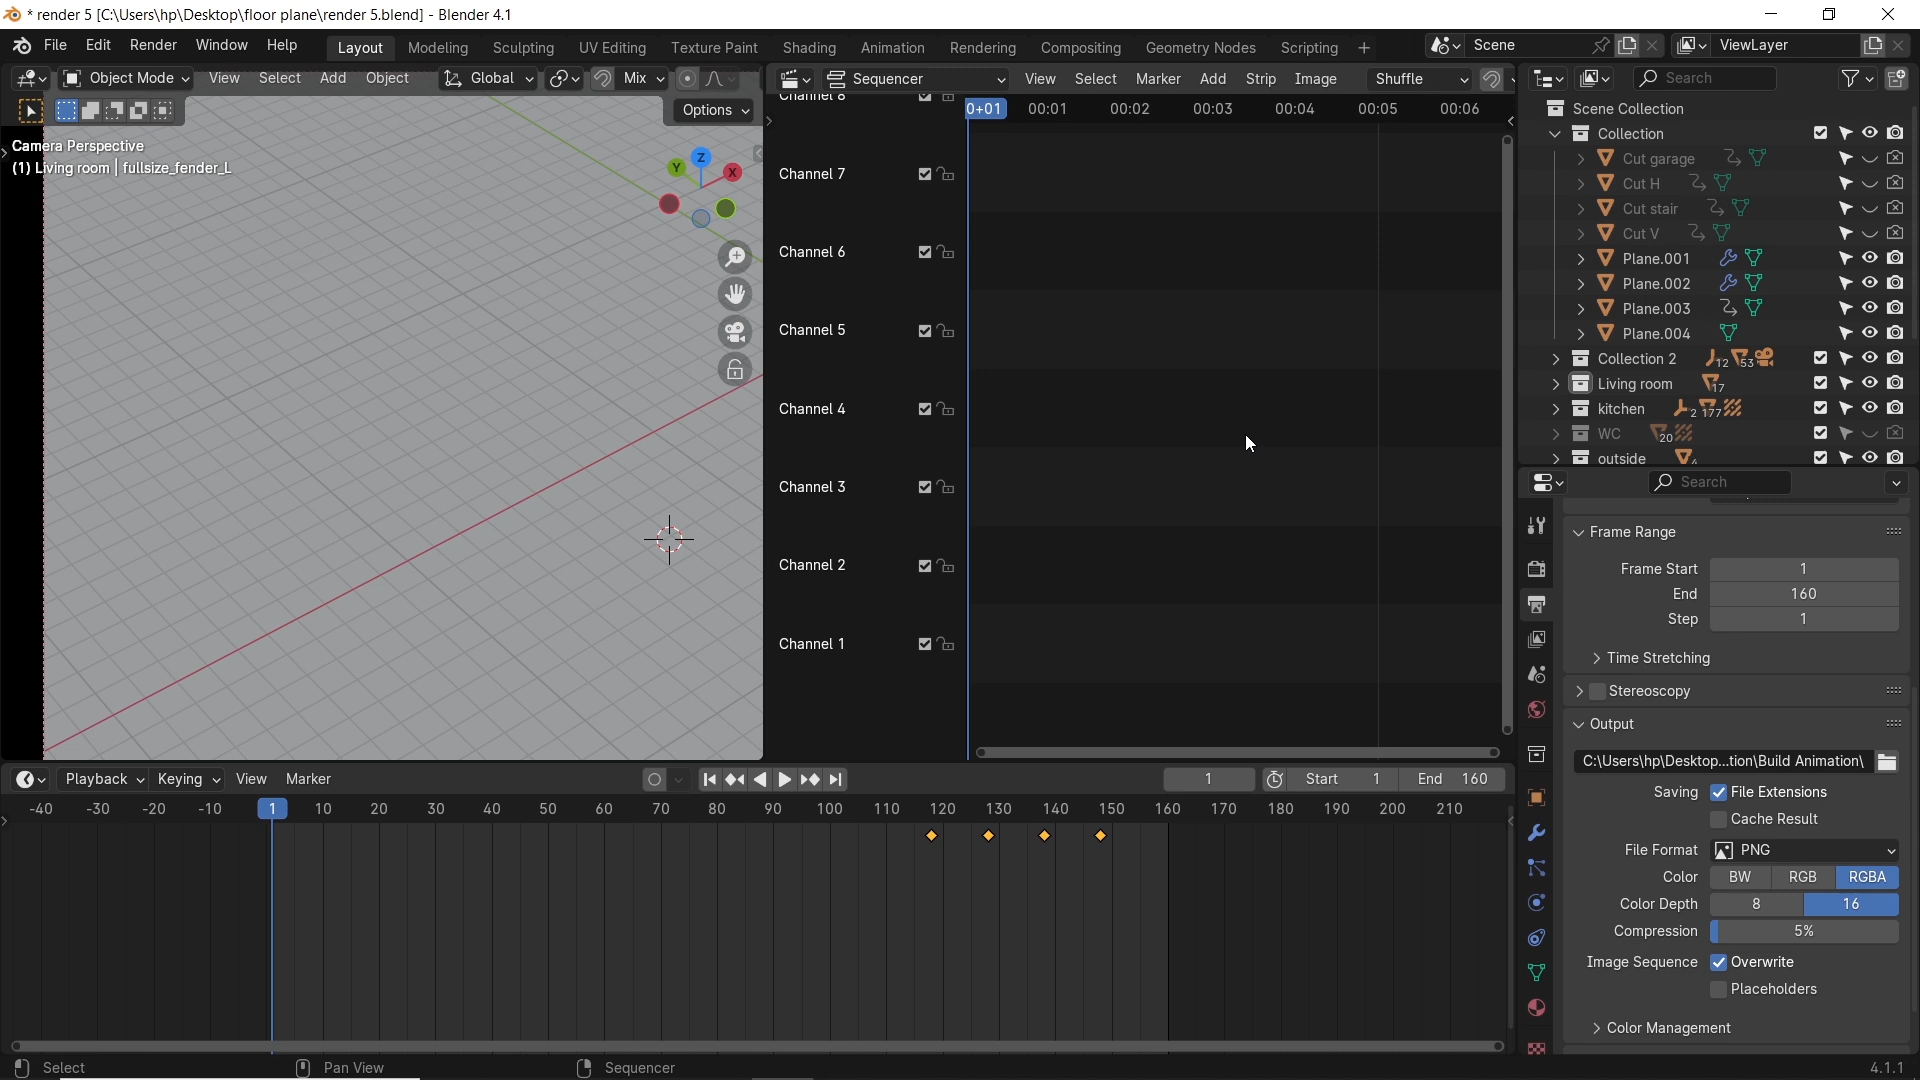 * render 5 [C:\Users\hp\Desktop\floor plane\render 5.blend] - Blender 4.1
File Edit Render Window Help Layout Modeling Sculpting UV Editing Texture Paint Shading Animation Rendering Compositing Geometry Nodes Scripting + Scene ViewLayer
Object Mode View Select Add Object Global Mix
Sequencer View Select Marker Add Strip Image Shuffle
Search
Options
Camera Perspective
(1) Living room | fullsize_fender_L
Z
Y
X
0+01 00:01 00:02 00:03 00:04 00:05 00:06
Channel 8
Channel 7
Channel 6
Channel 5
Channel 4
Channel 3
Channel 2
Channel 1
Scene Collection
Collection
Cut garage
Cut H
Cut stair
Cut V
Plane.001
Plane.002
Plane.003
Plane.004
Collection 2 12 53
Living room 17
kitchen 2 177
WC 20
outside 4
Search
Frame Range
Frame Start 1
End 160
Step 1
Time Stretching
Stereoscopy
Output
C:\Users\hp\Desktop...tion\Build Animation\
Saving File Extensions
Cache Result
File Format PNG
Color BW RGB RGBA
Color Depth 8 16
Compression 5%
Image Sequence Overwrite
Placeholders
Color Management
Playback Keying View Marker 1 Start 1 End 160
-40 -30 -20 -10 1 10 20 30 40 50 60 70 80 90 100 110 120 130 140 150 160 170 180 190 200 210
Select Pan View Sequencer 4.1.1